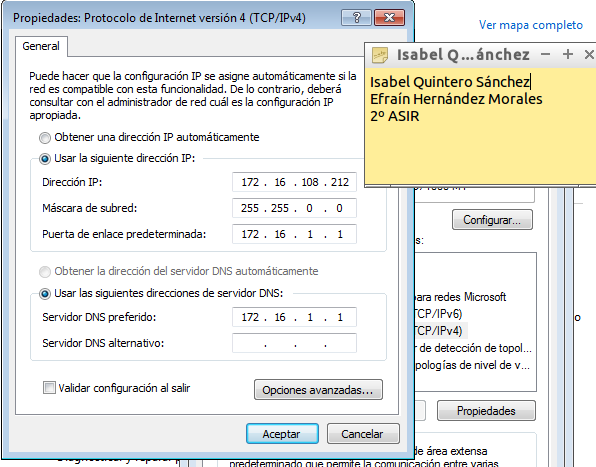 Propiedades: Protocolo de Internet versión 4 (TCP/IPv4)
General
Puede hacer que la configuración IP se asigne automáticamente si la
red es compatible con esta funcionalidad. De lo contrario, deberá
consultar con el administrador de red cuál es la configuración IP
apropiada.
Obtener una dirección IP automáticamente
Usar la siguiente dirección IP:
Dirección IP: 172 . 16 . 108 . 212
Máscara de subred: 255 . 255 . 0 . 0
Puerta de enlace predeterminada: 172 . 16 . 1 . 1
Obtener la dirección del servidor DNS automáticamente
Usar las siguientes direcciones de servidor DNS:
Servidor DNS preferido: 172 . 16 . 1 . 1
Servidor DNS alternativo: . . .
Validar configuración al salir
Opciones avanzadas...
Aceptar
Cancelar
Ver mapa completo
Isabel Q...ánchez
Isabel Quintero Sánchez
Efraín Hernández Morales
2º ASIR
Configurar...
os:
para redes Microsoft
(TCP/IPv6)
(TCP/IPv4)
r de detección de topol...
opologías de nivel de v...
Propiedades
de área extensa
predeterminado que permite la comunicación entre varias